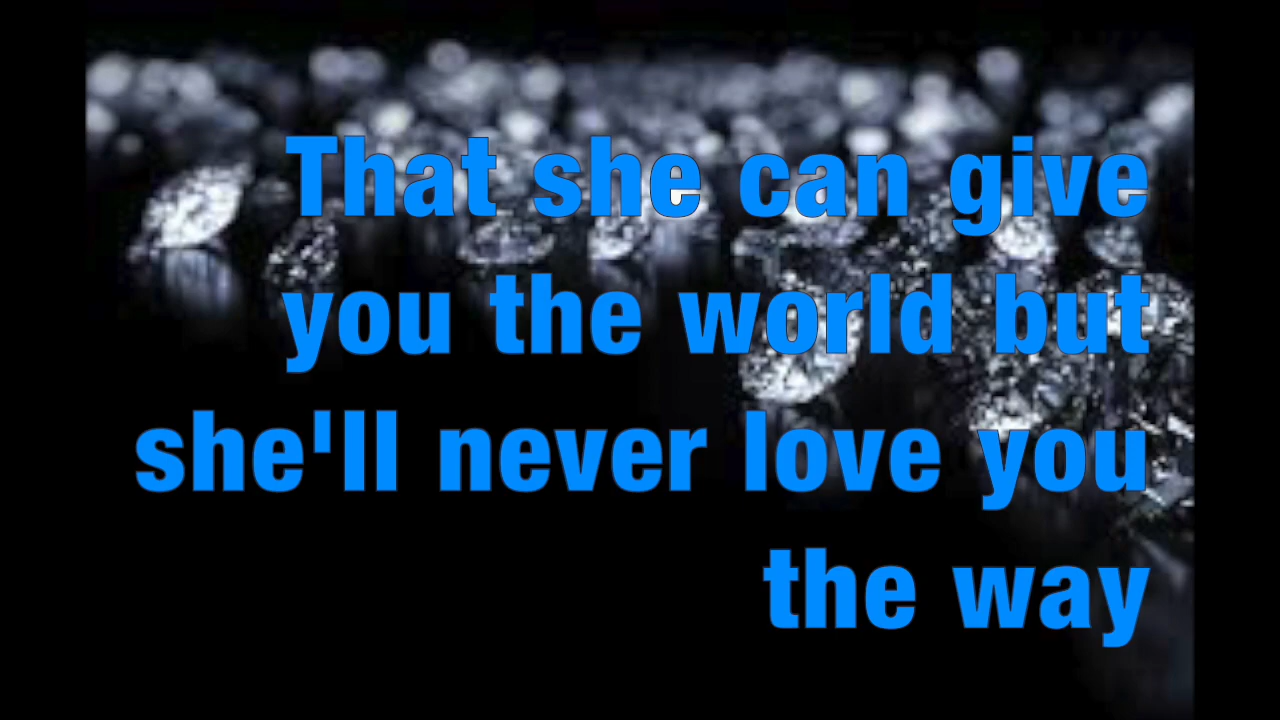 That she can give
you the world but
she'll never love you
the way